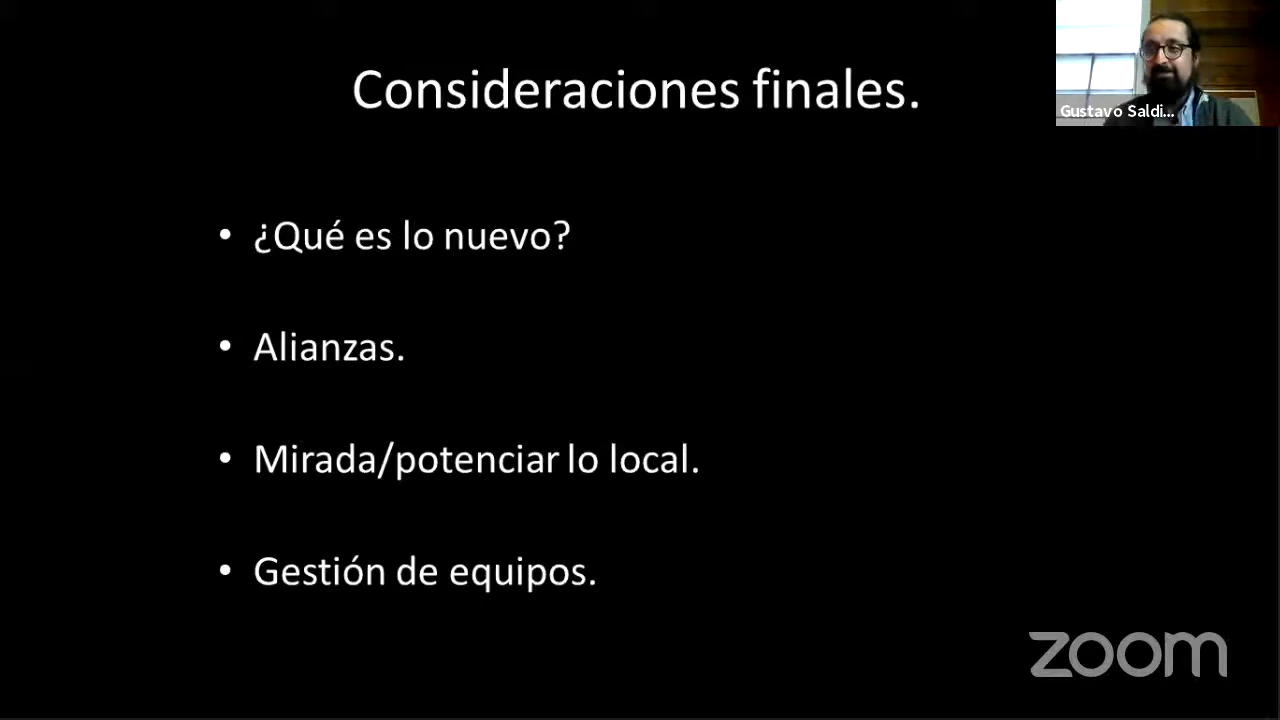 Consideraciones finales.
Gustavo Saldi...
• ¿Qué es lo nuevo?
• Alianzas.
• Mirada/potenciar lo local.
• Gestión de equipos.
zoom